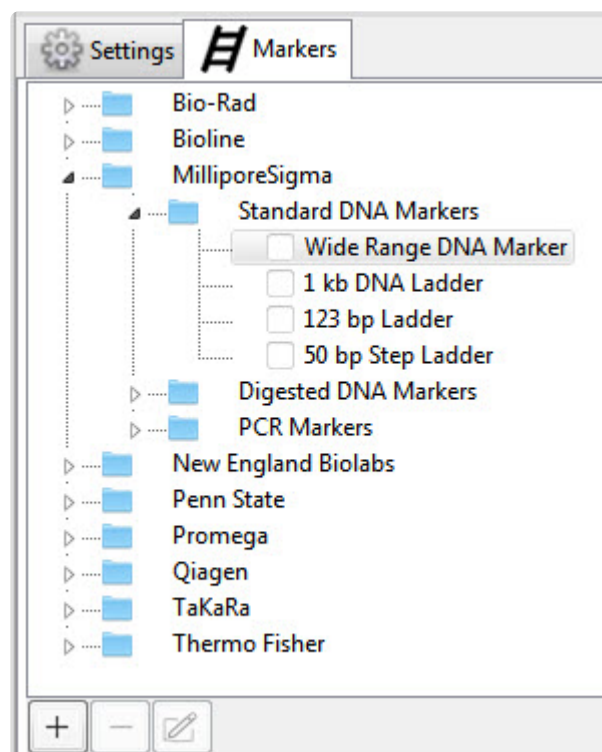 Settings
Markers
Bio-Rad
Bioline
MilliporeSigma
Standard DNA Markers
Wide Range DNA Marker
1 kb DNA Ladder
123 bp Ladder
50 bp Step Ladder
Digested DNA Markers
PCR Markers
New England Biolabs
Penn State
Promega
Qiagen
TaKaRa
Thermo Fisher